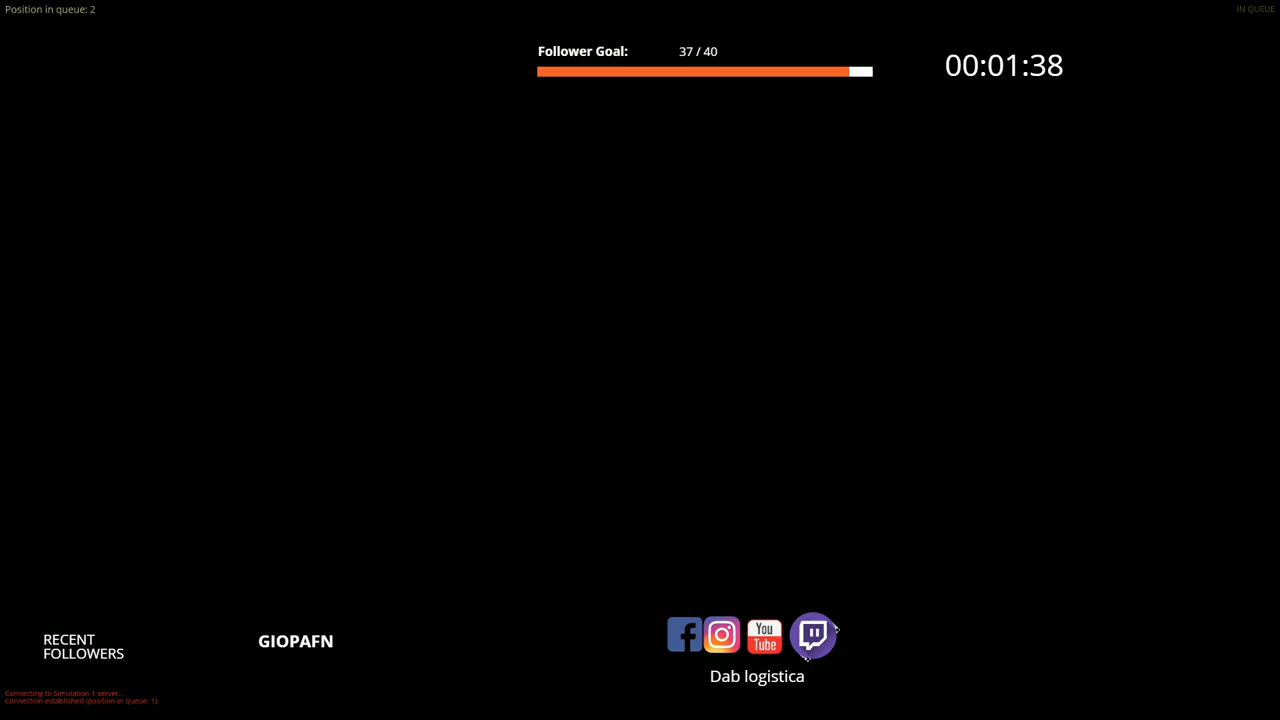 Position in queue: 2
IN QUEUE
Follower Goal: 37 / 40
00:01:38
RECENT
FOLLOWERS
GIOPAFN
You
Tube
Dab logistica
Connecting to Simulation 1 server...
Connection established (position in queue: 1).